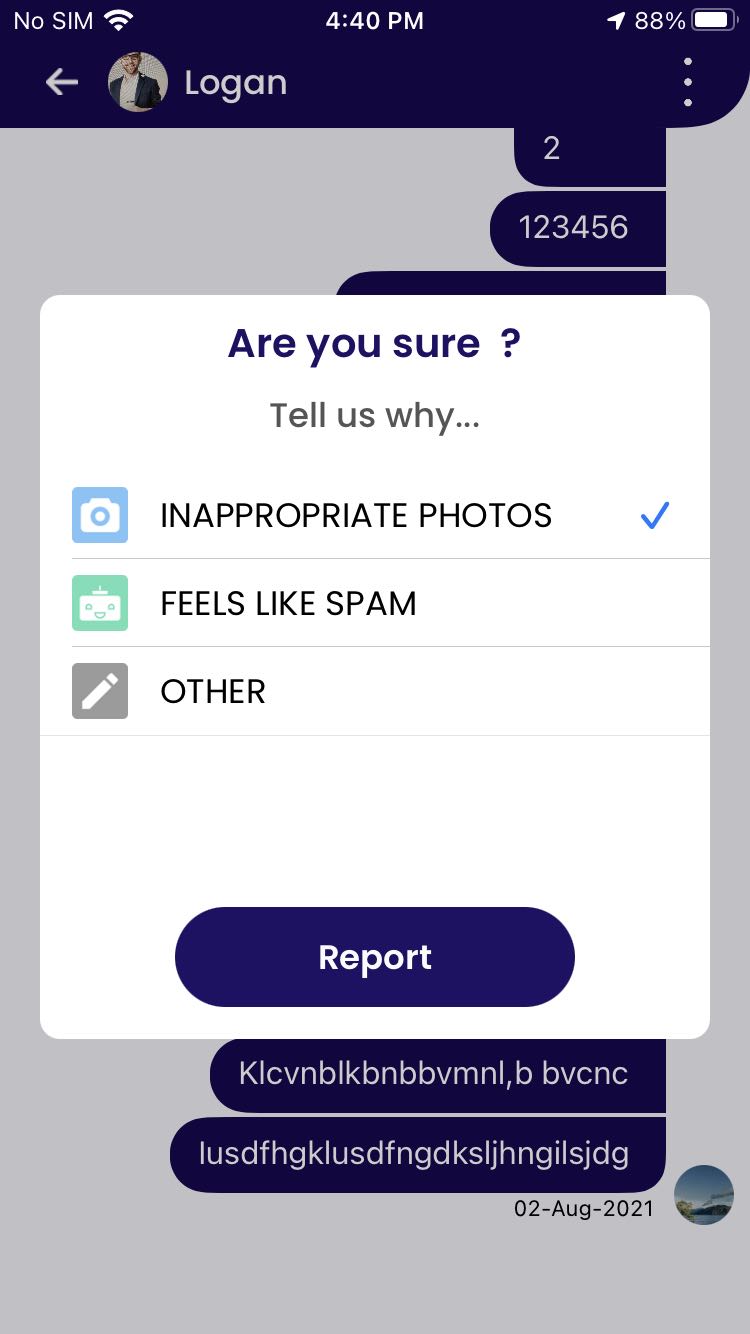 No SIM 4:40 PM 88%
Logan
2
123456
Are you sure ?
Tell us why...
INAPPROPRIATE PHOTOS
FEELS LIKE SPAM
OTHER
Report
Klcvnblkbnbbvmnl,b bvcnc
Iusdfhgklusdfngdksljhngilsjdg
02-Aug-2021